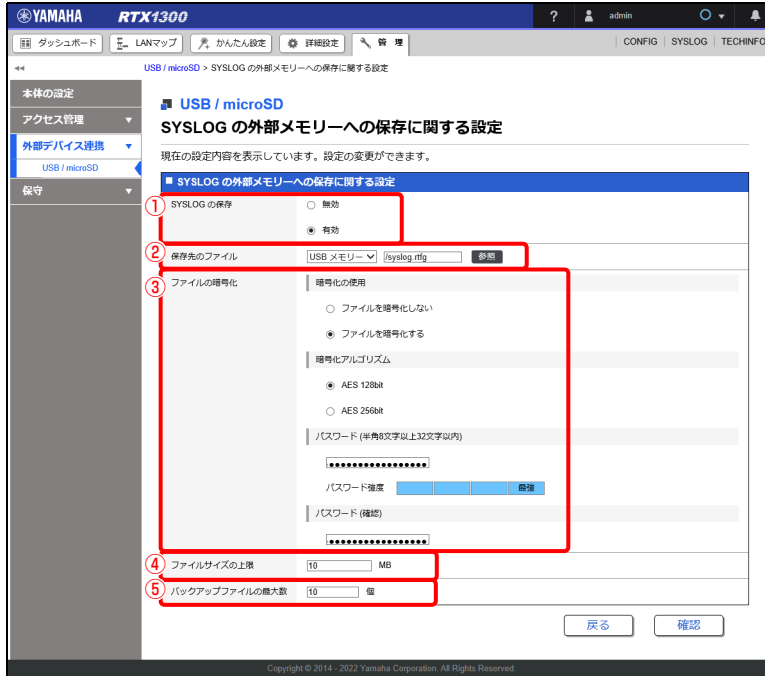 YAMAHA RTX1300 ? admin
ダッシュボード LANマップ かんたん設定 詳細設定 管 理 CONFIG SYSLOG TECHINFO
USB / microSD > SYSLOG の外部メモリーへの保存に関する設定
本体の設定
アクセス管理
外部デバイス連携
USB / microSD
保守
USB / microSD
SYSLOG の外部メモリーへの保存に関する設定
現在の設定内容を表示しています。設定の変更ができます。
SYSLOG の外部メモリーへの保存に関する設定
① SYSLOG の保存 無効
有効
② 保存先のファイル USB メモリー /syslog.rtfg 参照
③ ファイルの暗号化 暗号化の使用
ファイルを暗号化しない
ファイルを暗号化する
暗号化アルゴリズム
AES 128bit
AES 256bit
パスワード (半角8文字以上32文字以内)
•••••••••••••••••
パスワード強度 最強
パスワード (確認)
•••••••••••••••••
④ ファイルサイズの上限 10 MB
⑤ バックアップファイルの最大数 10 個
戻る 確認
Copyright © 2014 - 2022 Yamaha Corporation. All Rights Reserved.